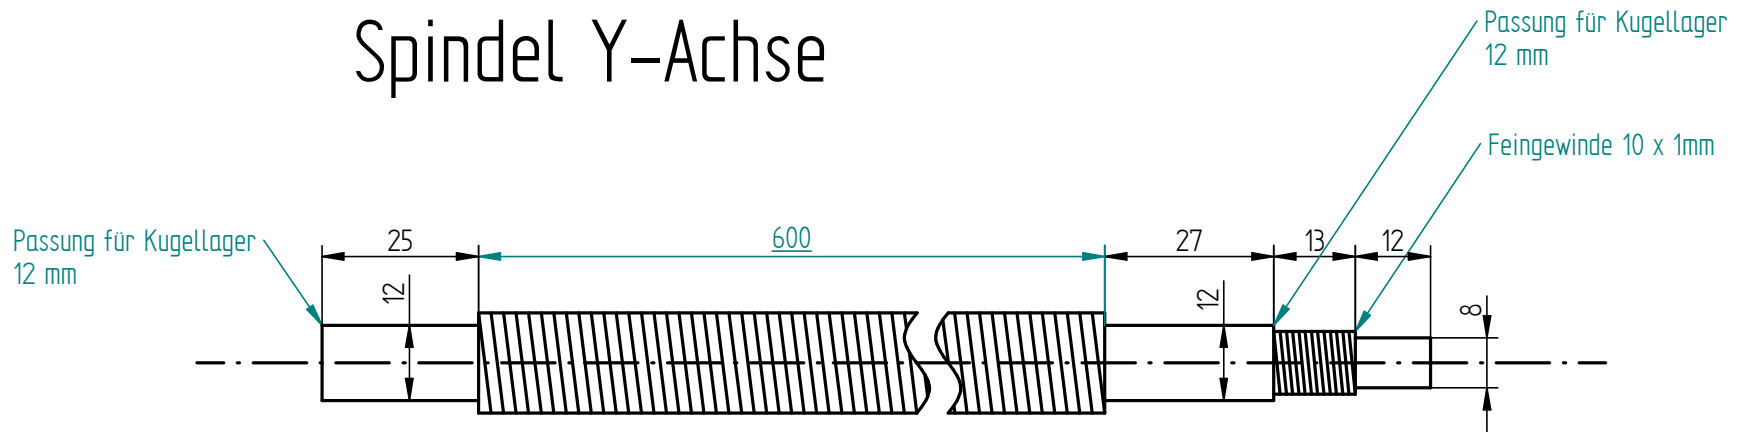 Spindel Y-Achse
Passung für Kugellager
12 mm
Feingewinde 10 x 1mm
Passung für Kugellager
12 mm
25
600
27
13
12
12
12
8